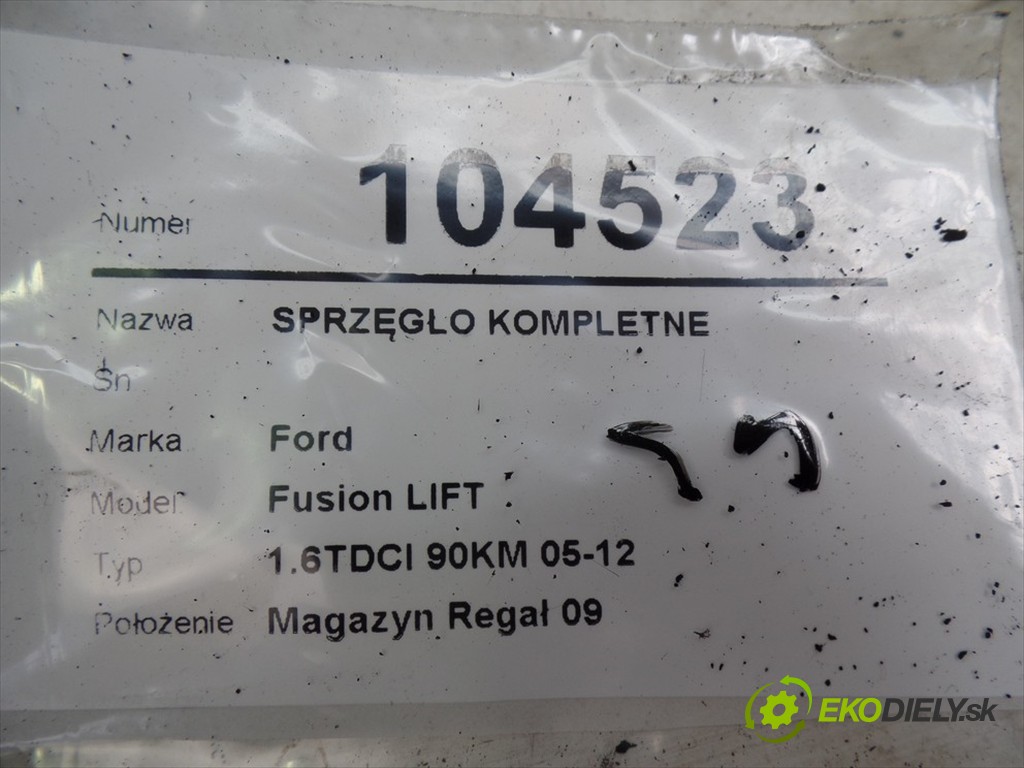 Numer 104523
Nazwa SPRZĘGŁO KOMPLETNE
Sn
Marka Ford
Model Fusion LIFT
Typ 1.6TDCI 90KM 05-12
Położenie Magazyn Regał 09
EKODIELY.sk